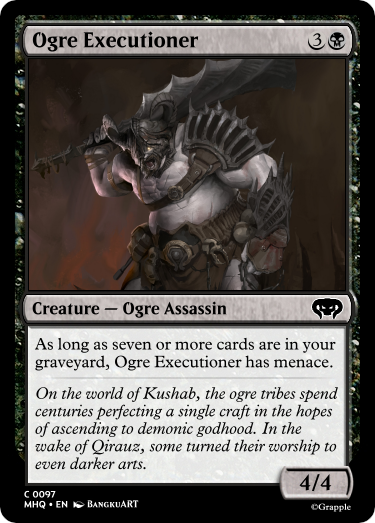 Ogre Executioner 3
Creature — Ogre Assassin
As long as seven or more cards are in your
graveyard, Ogre Executioner has menace.
On the world of Kushab, the ogre tribes spend
centuries perfecting a single craft in the hopes
of ascending to demonic godhood. In the
wake of Qirauz, some turned their worship to
even darker arts.
4/4
C 0097
MHQ • EN BangkuART
©Grapple